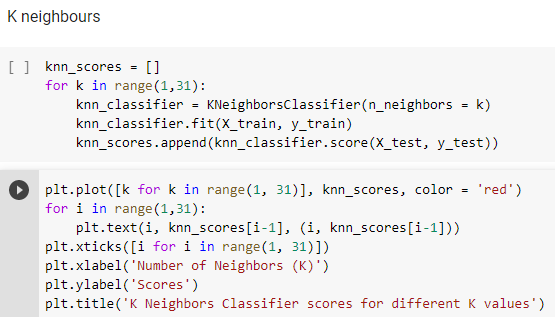 K neighbours
[ ] knn_scores = []
for k in range(1,31):
    knn_classifier = KNeighborsClassifier(n_neighbors = k)
    knn_classifier.fit(X_train, y_train)
    knn_scores.append(knn_classifier.score(X_test, y_test))
plt.plot([k for k in range(1, 31)], knn_scores, color = 'red')
for i in range(1,31):
    plt.text(i, knn_scores[i-1], (i, knn_scores[i-1]))
plt.xticks([i for i in range(1, 31)])
plt.xlabel('Number of Neighbors (K)')
plt.ylabel('Scores')
plt.title('K Neighbors Classifier scores for different K values')